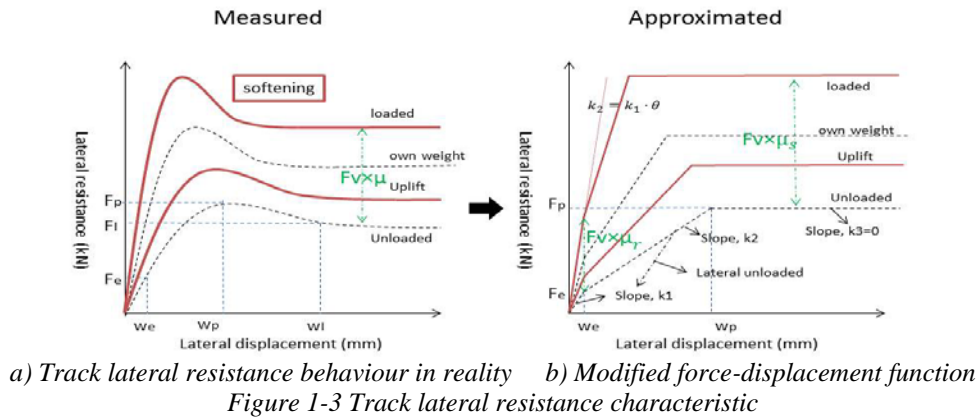 Measured
Approximated
softening
loaded
own weight
Fv×μ
Uplift
Unloaded
Fp
Fl
Fe
we
wp
wl
Lateral resistance (kN)
Lateral displacement (mm)
k₂ = k₁ · θ
loaded
own weight
Fv×μₛ
Uplift
Unloaded
Fp
Fv×μᵣ
Slope, k2
Slope, k3=0
Lateral unloaded
Fe
Slope, k1
we
wp
Lateral resistance (kN)
Lateral displacement (mm)
a) Track lateral resistance behaviour in reality b) Modified force-displacement function
Figure 1-3 Track lateral resistance characteristic